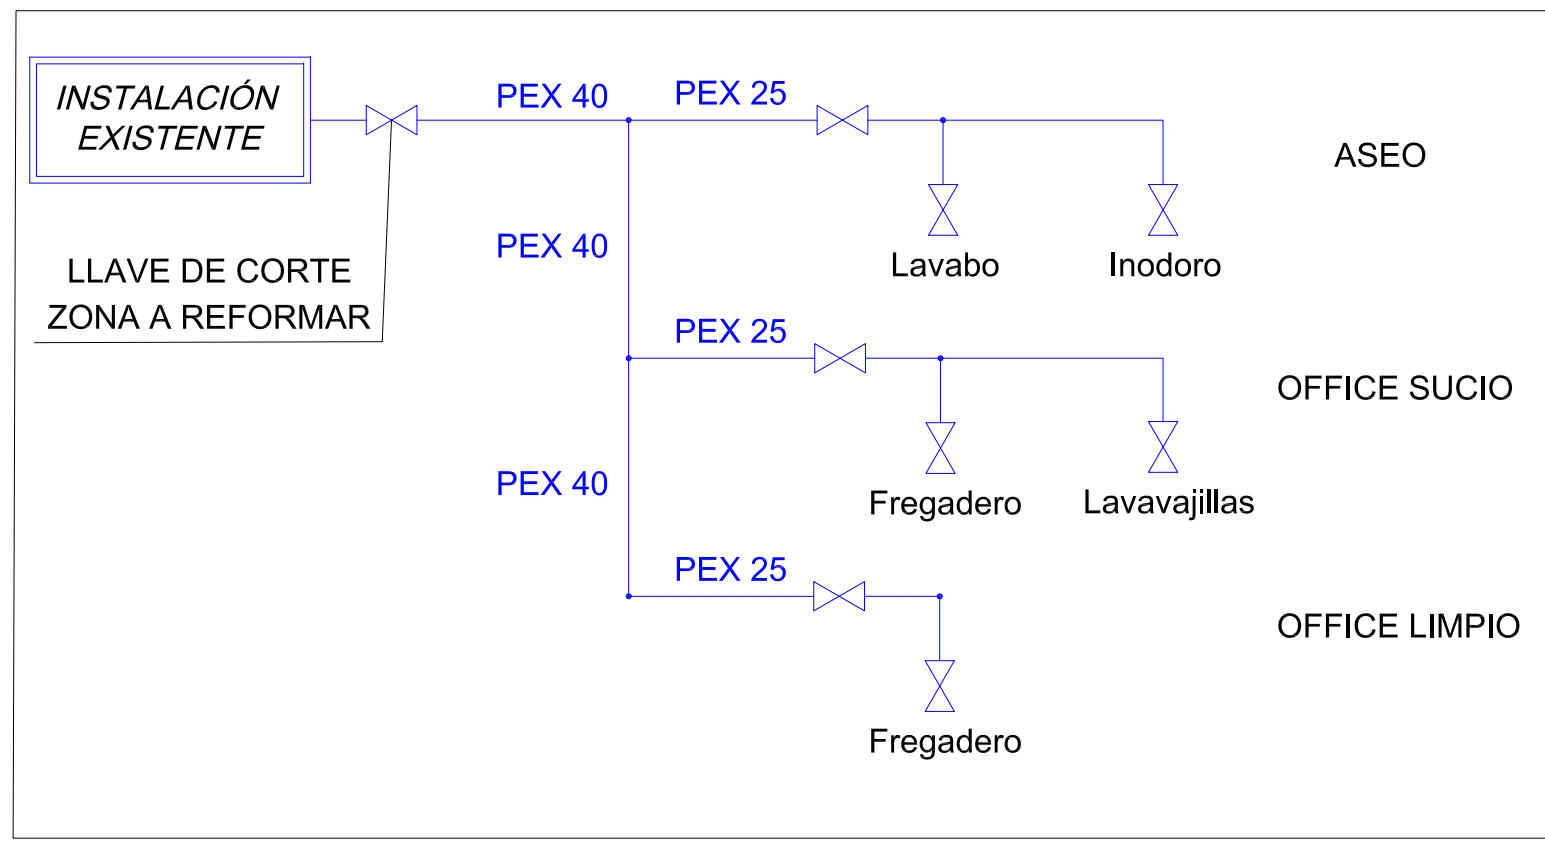 INSTALACIÓN
EXISTENTE
PEX 40
PEX 25
ASEO
Lavabo
Inodoro
LLAVE DE CORTE
ZONA A REFORMAR
PEX 40
PEX 25
OFFICE SUCIO
Fregadero
Lavavajillas
PEX 40
PEX 25
OFFICE LIMPIO
Fregadero